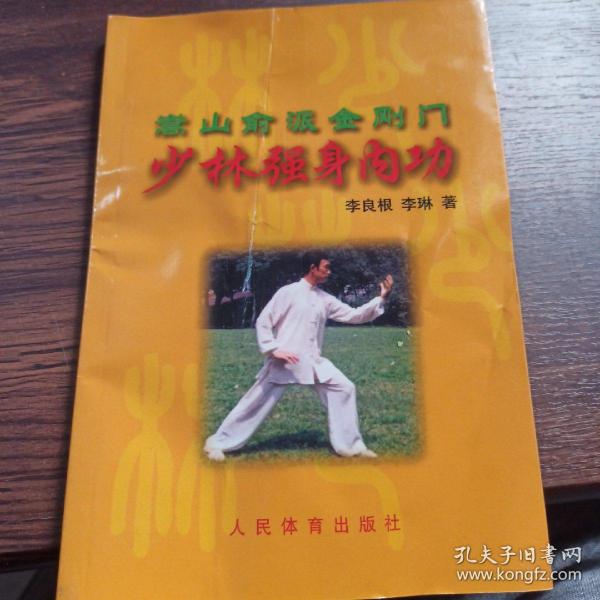 嵩山俞派金刚门
少林强身内功
李良根 李琳 著
人民体育出版社
孔夫子旧书网
www.kongfz.com